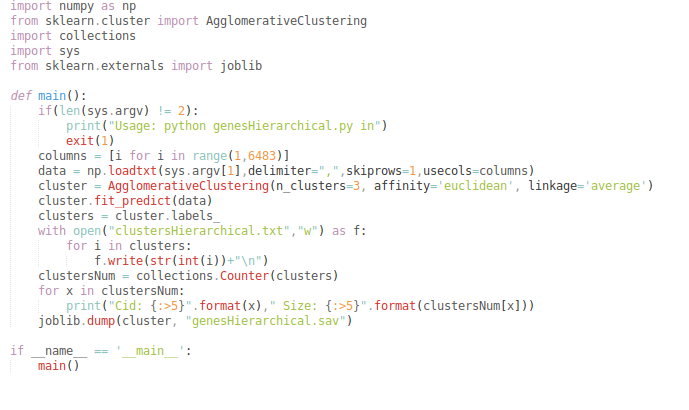 import numpy as np
from sklearn.cluster import AgglomerativeClustering
import collections
import sys
from sklearn.externals import joblib

def main():
    if(len(sys.argv) != 2):
        print("Usage: python genesHierarchical.py in")
        exit(1)
    columns = [i for i in range(1,6483)]
    data = np.loadtxt(sys.argv[1],delimiter=",",skiprows=1,usecols=columns)
    cluster = AgglomerativeClustering(n_clusters=3, affinity='euclidean', linkage='average')
    cluster.fit_predict(data)
    clusters = cluster.labels_
    with open("clustersHierarchical.txt","w") as f:
        for i in clusters:
            f.write(str(int(i))+"\n")
    clustersNum = collections.Counter(clusters)
    for x in clustersNum:
        print("Cid: {:>5}".format(x)," Size: {:>5}".format(clustersNum[x]))
    joblib.dump(cluster, "genesHierarchical.sav")

if __name__ == '__main__':
    main()